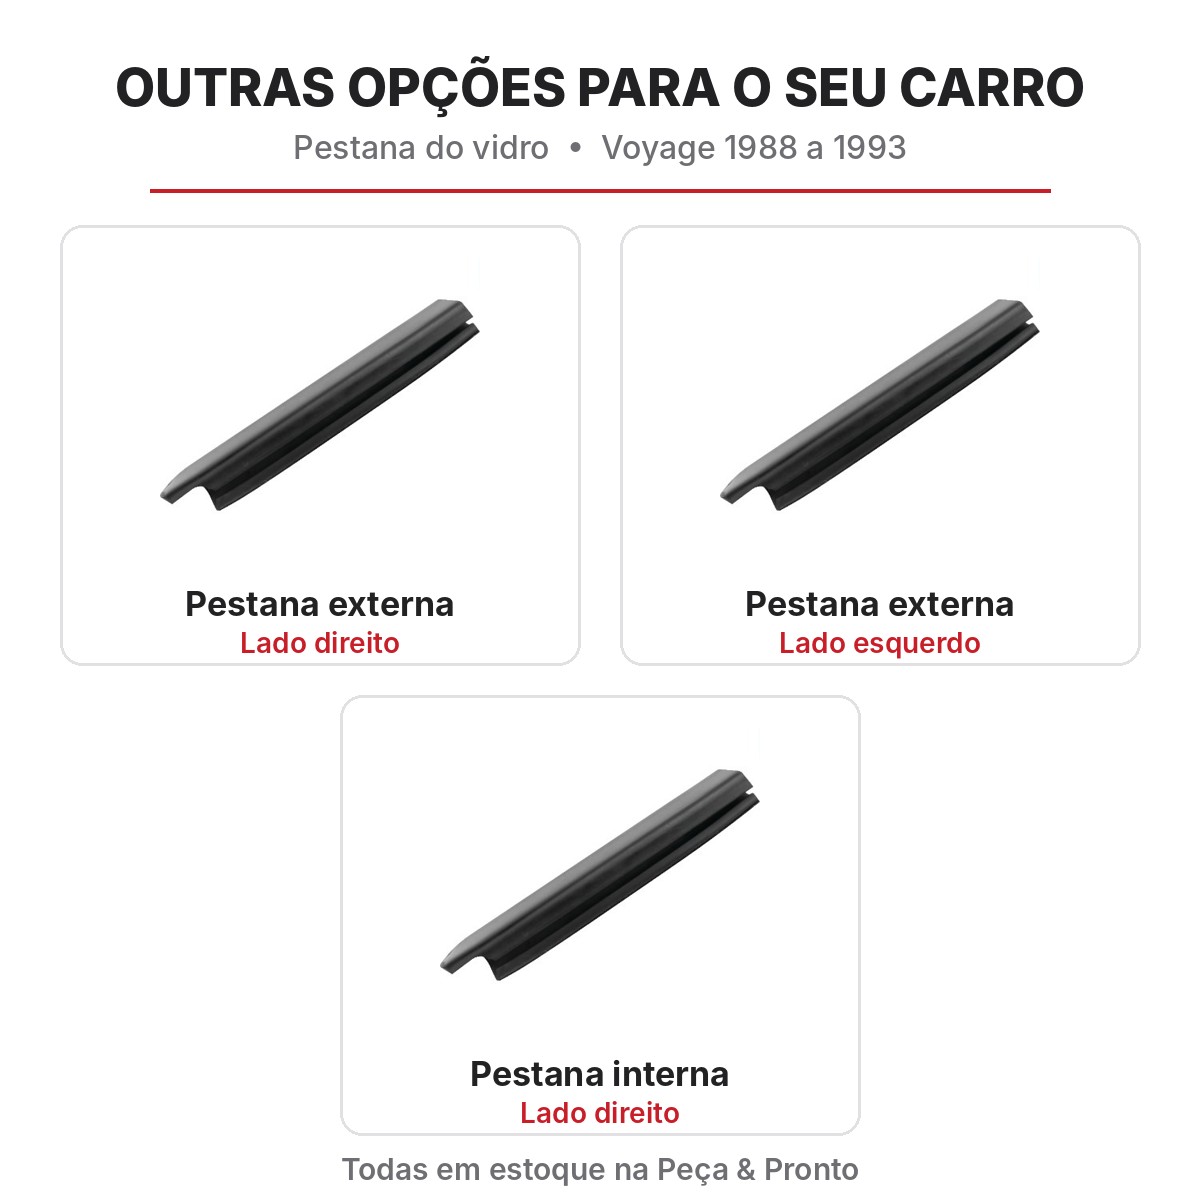 OUTRAS OPÇÕES PARA O SEU CARRO
Pestana do vidro • Voyage 1988 a 1993
Pestana externa
Lado direito
Pestana externa
Lado esquerdo
Pestana interna
Lado direito
Todas em estoque na Peça & Pronto